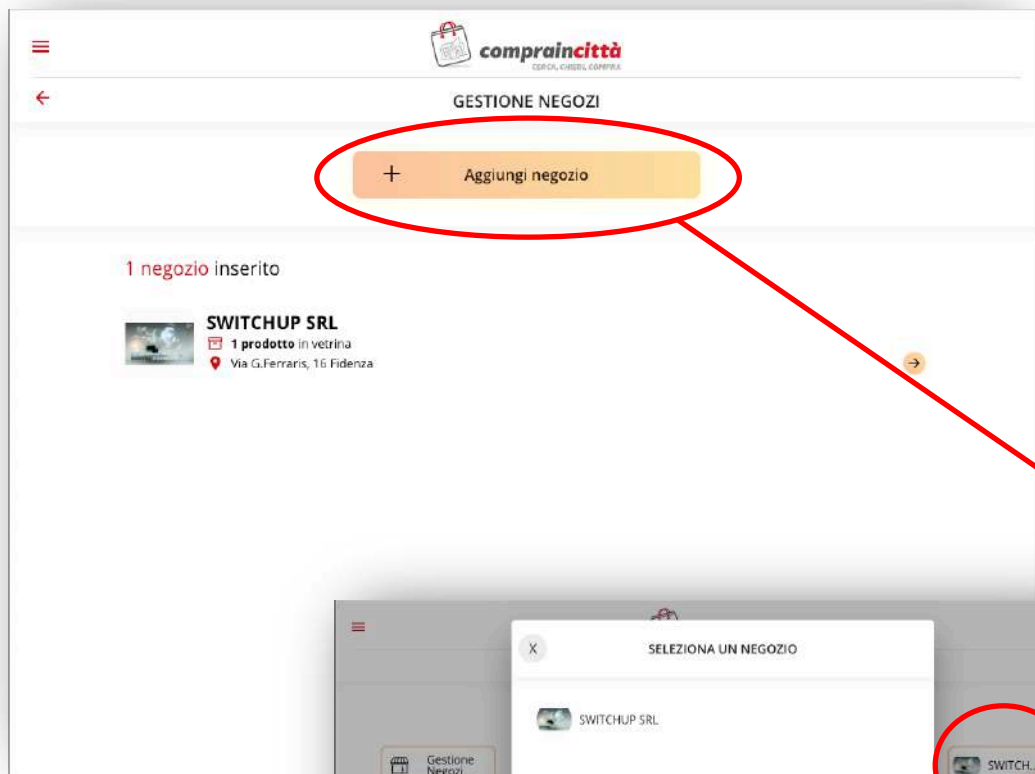 compraincittà
CERCA, CHIEDI, COMPRA
GESTIONE NEGOZI
+ Aggiungi negozio
1 negozio inserito
SWITCHUP SRL
1 prodotto in vetrina
Via G.Ferraris, 16 Fidenza
X SELEZIONA UN NEGOZIO
SWITCHUP SRL
Gestione
Negozi
SWITCH